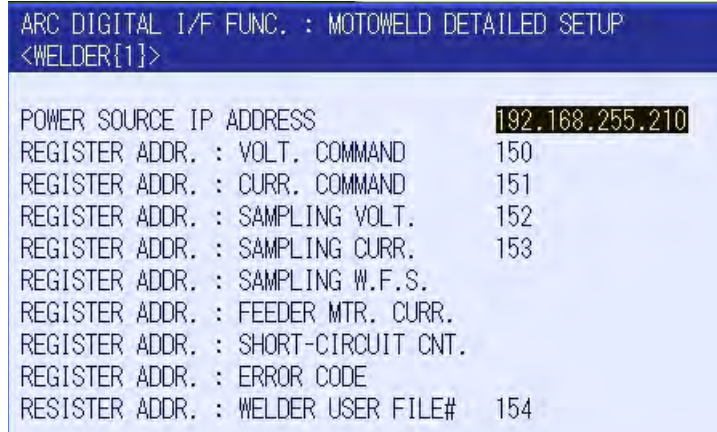 ARC DIGITAL I/F FUNC. : MOTOWELD DETAILED SETUP
<WELDER{1}>
POWER SOURCE IP ADDRESS 192.168.255.210
REGISTER ADDR. : VOLT. COMMAND 150
REGISTER ADDR. : CURR. COMMAND 151
REGISTER ADDR. : SAMPLING VOLT. 152
REGISTER ADDR. : SAMPLING CURR. 153
REGISTER ADDR. : SAMPLING W.F.S.
REGISTER ADDR. : FEEDER MTR. CURR.
REGISTER ADDR. : SHORT-CIRCUIT CNT.
REGISTER ADDR. : ERROR CODE
RESISTER ADDR. : WELDER USER FILE# 154